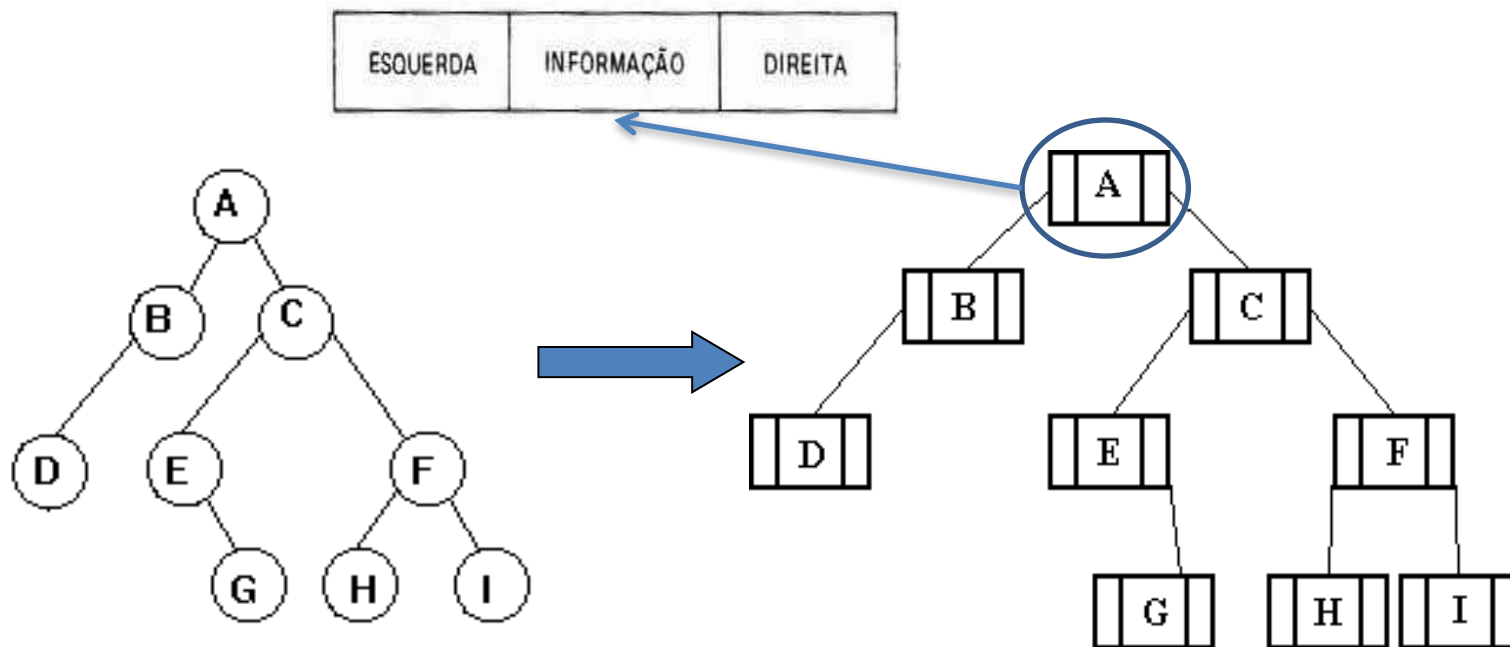 ESQUERDA INFORMAÇÃO DIREITA
A
B C
D E F
G H I
A
B C
D E F
G H I